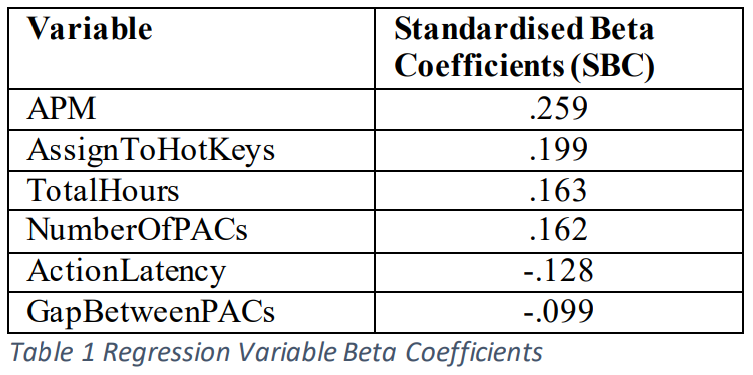 Variable Standardised Beta
Coefficients (SBC)
APM .259
AssignToHotKeys .199
TotalHours .163
NumberOfPACs .162
ActionLatency -.128
GapBetweenPACs -.099
Table 1 Regression Variable Beta Coefficients